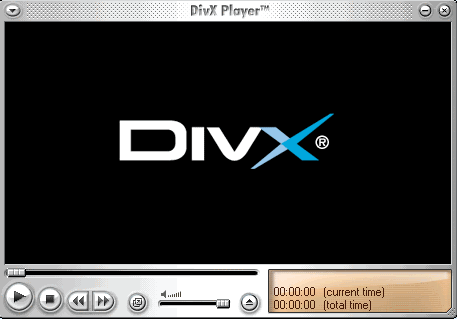 DivX Player™
DIVX®
00:00:00 (current time)
00:00:00 (total time)